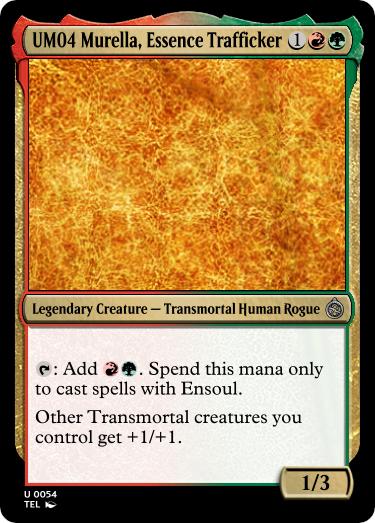 UM04 Murella, Essence Trafficker 1
Legendary Creature — Transmortal Human Rogue
: Add . Spend this mana only
to cast spells with Ensoul.
Other Transmortal creatures you
control get +1/+1.
1/3
U 0054
TEL